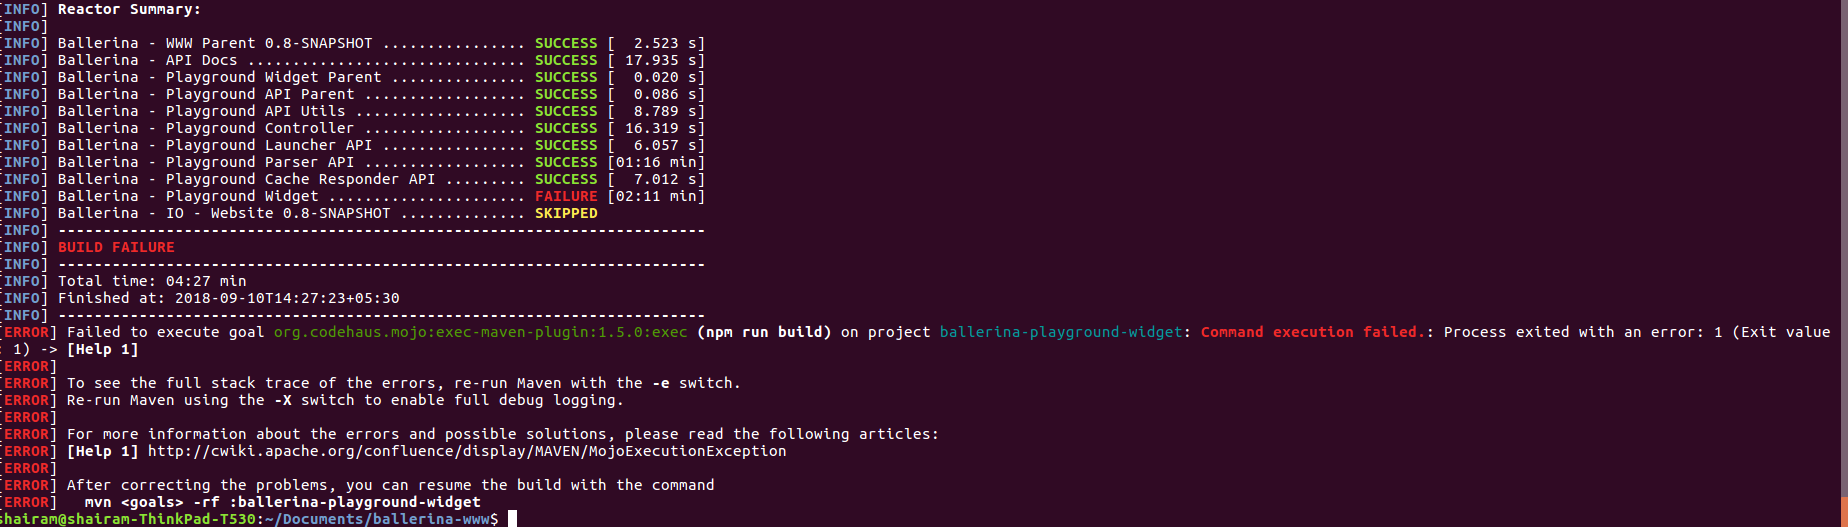 [INFO] Reactor Summary:
[INFO]
[INFO] Ballerina - WWW Parent 0.8-SNAPSHOT ................ SUCCESS [  2.523 s]
[INFO] Ballerina - API Docs ............................... SUCCESS [ 17.935 s]
[INFO] Ballerina - Playground Widget Parent ............... SUCCESS [  0.020 s]
[INFO] Ballerina - Playground API Parent .................. SUCCESS [  0.086 s]
[INFO] Ballerina - Playground API Utils ................... SUCCESS [  8.789 s]
[INFO] Ballerina - Playground Controller .................. SUCCESS [ 16.319 s]
[INFO] Ballerina - Playground Launcher API ................ SUCCESS [  6.057 s]
[INFO] Ballerina - Playground Parser API .................. SUCCESS [01:16 min]
[INFO] Ballerina - Playground Cache Responder API ......... SUCCESS [  7.012 s]
[INFO] Ballerina - Playground Widget ...................... FAILURE [02:11 min]
[INFO] Ballerina - IO - Website 0.8-SNAPSHOT .............. SKIPPED
[INFO] ------------------------------------------------------------------------
[INFO] BUILD FAILURE
[INFO] ------------------------------------------------------------------------
[INFO] Total time: 04:27 min
[INFO] Finished at: 2018-09-10T14:27:23+05:30
[INFO] ------------------------------------------------------------------------
[ERROR] Failed to execute goal org.codehaus.mojo:exec-maven-plugin:1.5.0:exec (npm run build) on project ballerina-playground-widget: Command execution failed.: Process exited with an error: 1 (Exit value
: 1) -> [Help 1]
[ERROR]
[ERROR] To see the full stack trace of the errors, re-run Maven with the -e switch.
[ERROR] Re-run Maven using the -X switch to enable full debug logging.
[ERROR]
[ERROR] For more information about the errors and possible solutions, please read the following articles:
[ERROR] [Help 1] http://cwiki.apache.org/confluence/display/MAVEN/MojoExecutionException
[ERROR]
[ERROR] After correcting the problems, you can resume the build with the command
[ERROR]   mvn <goals> -rf :ballerina-playground-widget
shairam@shairam-ThinkPad-T530:~/Documents/ballerina-www$